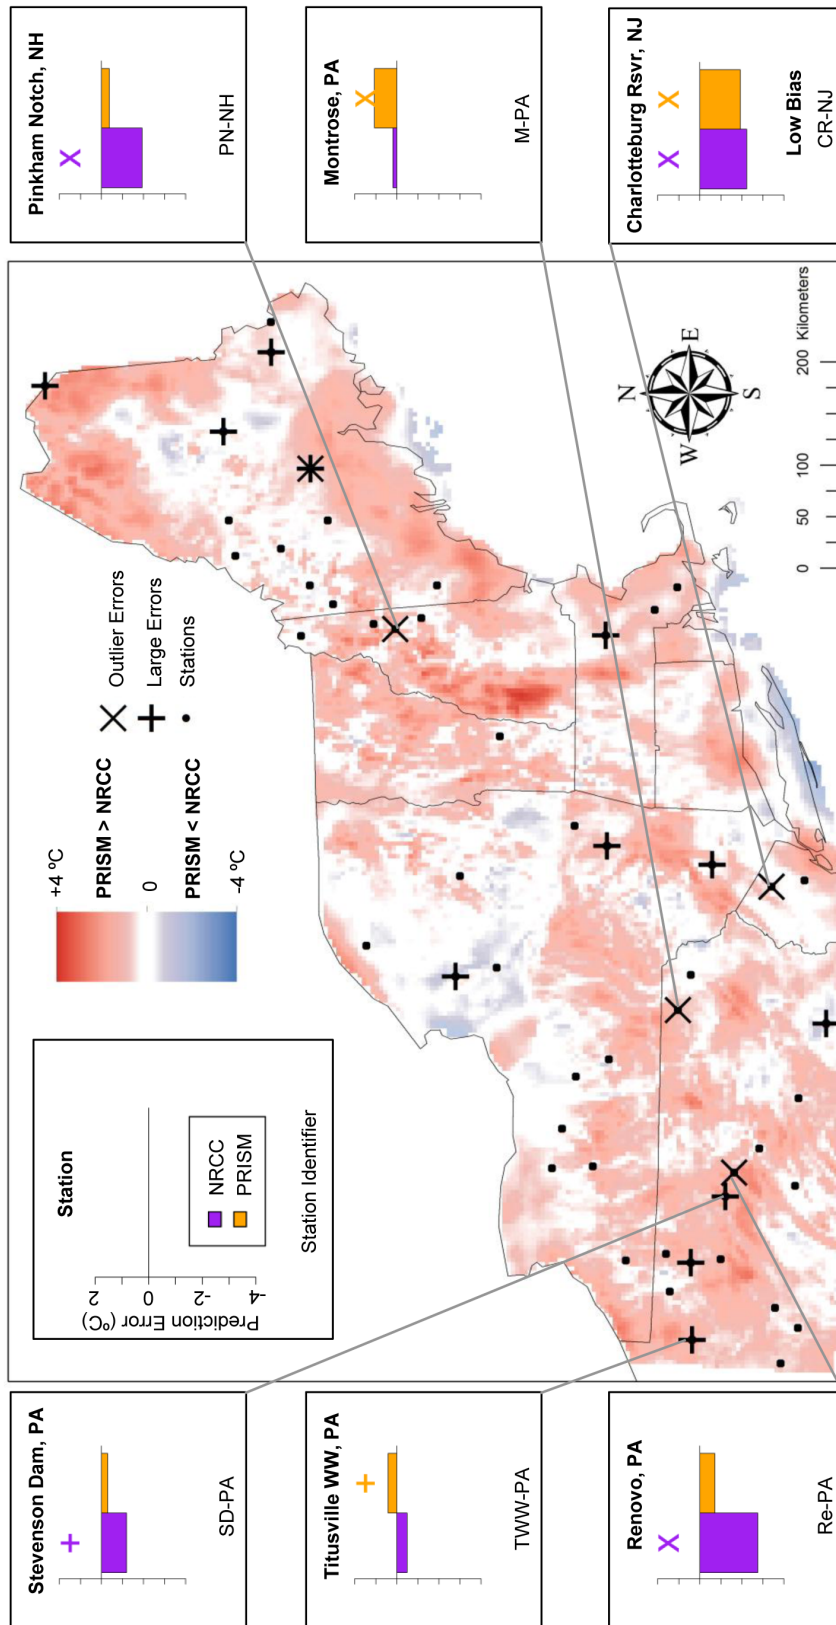 Pinkham Notch, NH
PN-NH
Montrose, PA
M-PA
Charlotteburg Rsvr, NJ
Low Bias
CR-NJ
+4 ºC
PRISM > NRCC
0
PRISM < NRCC
-4 ºC
Outlier Errors
Large Errors
Stations
N
E
S
W
0
50
100
200 Kilometers
Station
2
0
-2
-4
Prediction Error (ºC)
NRCC
PRISM
Station Identifier
Stevenson Dam, PA
SD-PA
Titusville WW, PA
TWW-PA
Renovo, PA
Re-PA